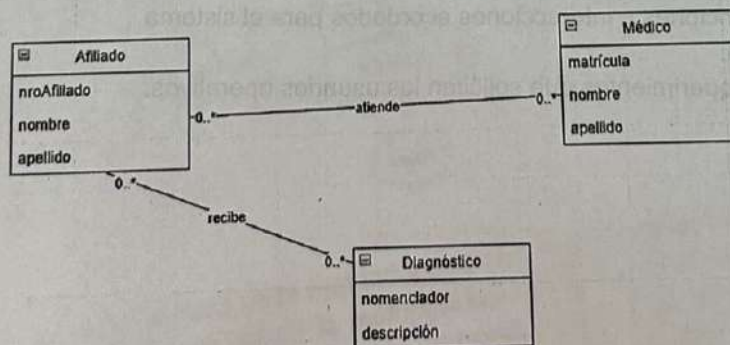 Afiliado
nroAfiliado
nombre
apellido
Médico
matrícula
nombre
apellido
0..*
atiende
0..*
0..*
recibe
0..*
Diagnóstico
nomenclador
descripción